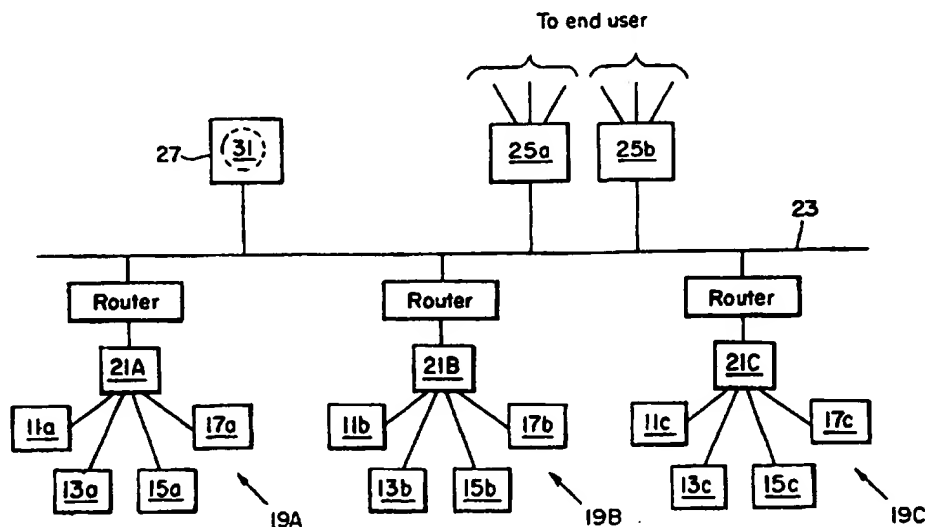 To end user
27
31
25a
25b
23
Router
Router
Router
21A
21B
21C
11a
17a
11b
17b
11c
17c
13a
15a
13b
15b
13c
15c
19A
19B
19C